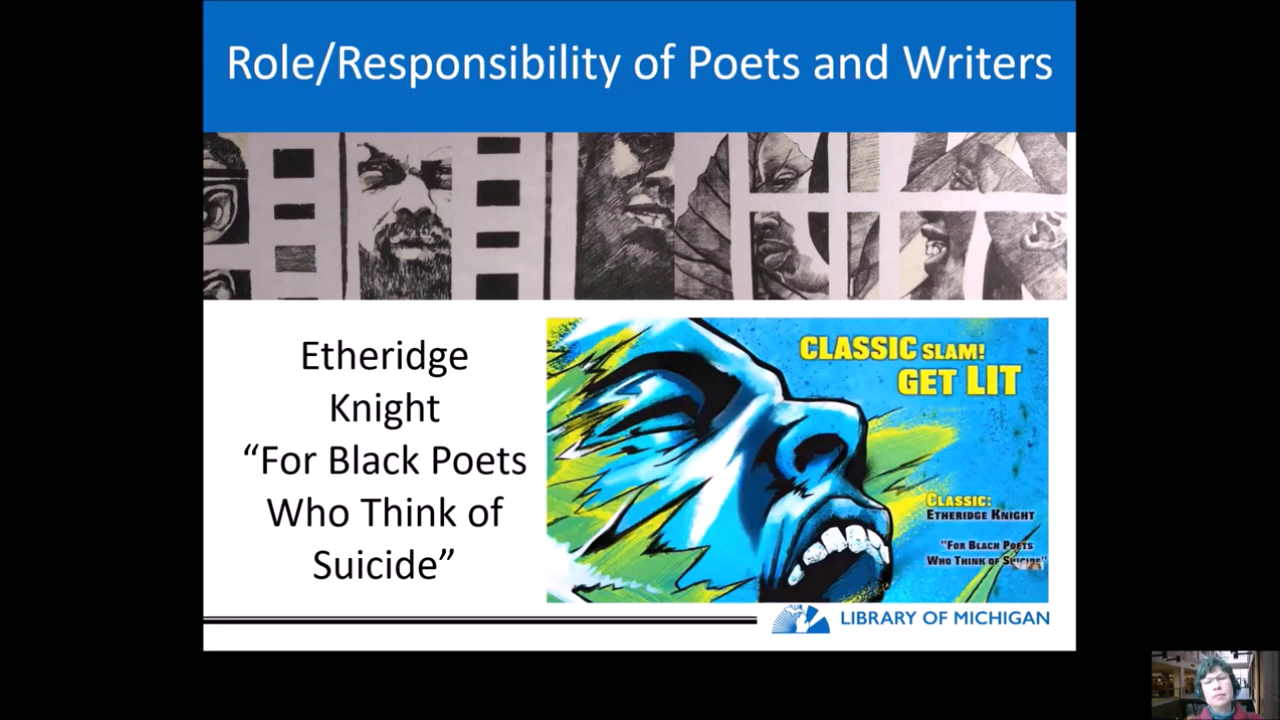 Role/Responsibility of Poets and Writers
CLASSIC SLAM!
GET LIT
Etheridge
Knight
“For Black Poets
Who Think of
Suicide”
CLASSIC:
ETHERIDGE KNIGHT
"FOR BLACK POETS
WHO THINK OF SUICIDE"
LIBRARY OF MICHIGAN